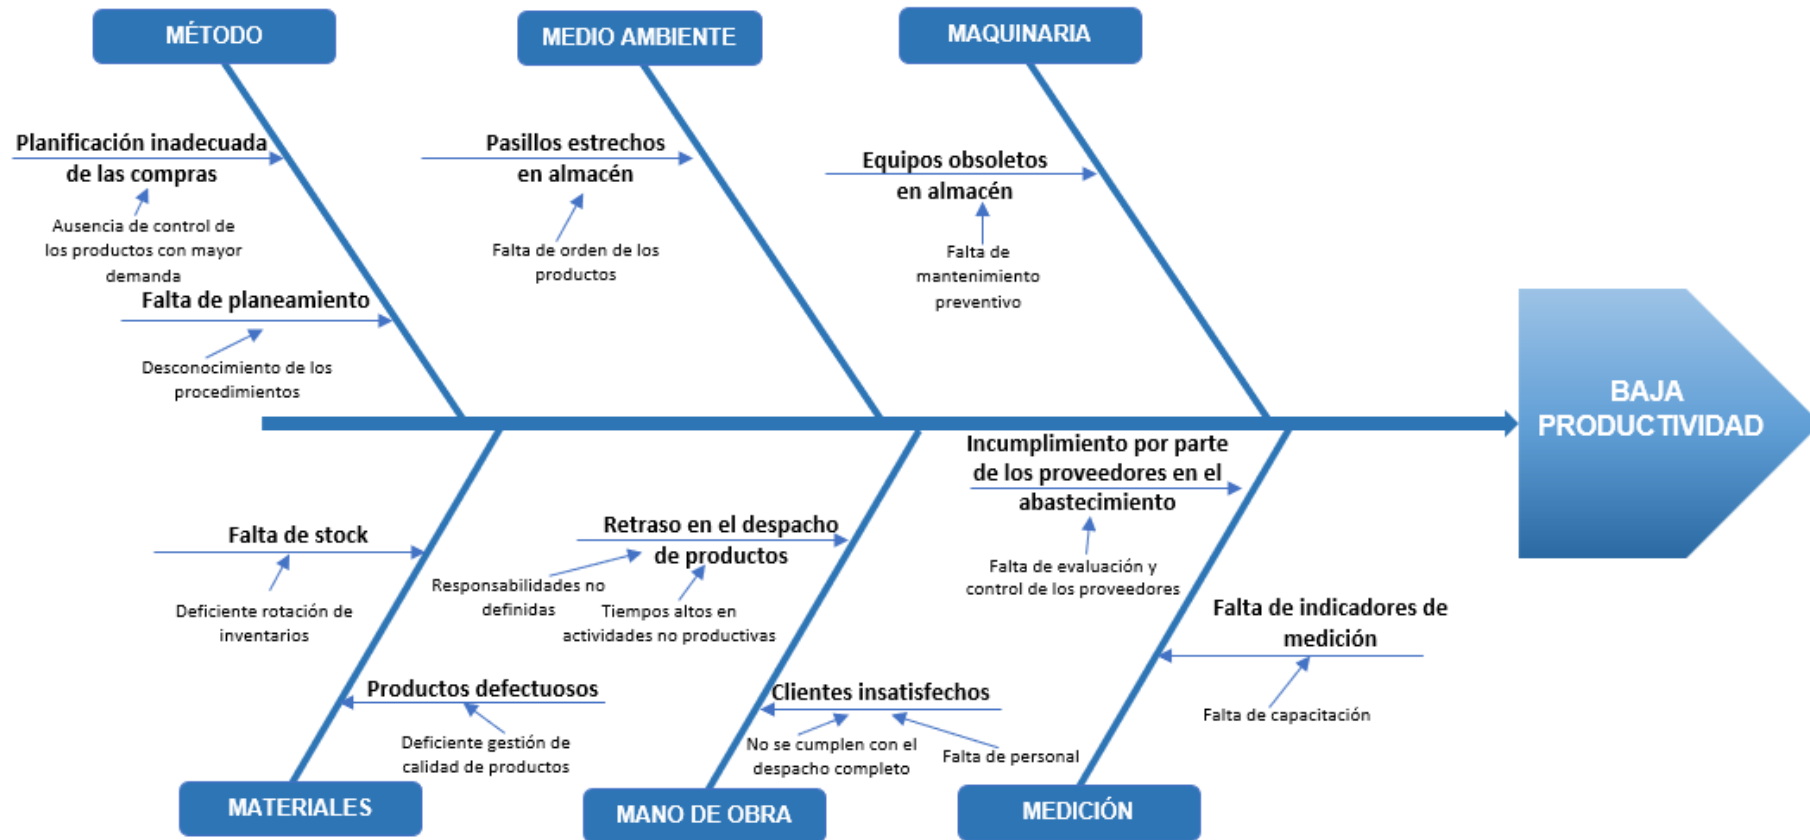 MÉTODO
MEDIO AMBIENTE
MAQUINARIA
Planificación inadecuada
de las compras
Ausencia de control de
los productos con mayor
demanda
Falta de planeamiento
Desconocimiento de los
procedimientos
Pasillos estrechos
en almacén
Falta de orden de los
productos
Equipos obsoletos
en almacén
Falta de
mantenimiento
preventivo
BAJA
PRODUCTIVIDAD
Falta de stock
Deficiente rotación de
inventarios
Productos defectuosos
Deficiente gestión de
calidad de productos
Retraso en el despacho
de productos
Responsabilidades no
definidas
Tiempos altos en
actividades no productivas
Clientes insatisfechos
No se cumplen con el
despacho completo
Falta de personal
Incumplimiento por parte
de los proveedores en el
abastecimiento
Falta de evaluación y
control de los proveedores
Falta de indicadores de
medición
Falta de capacitación
MATERIALES
MANO DE OBRA
MEDICIÓN